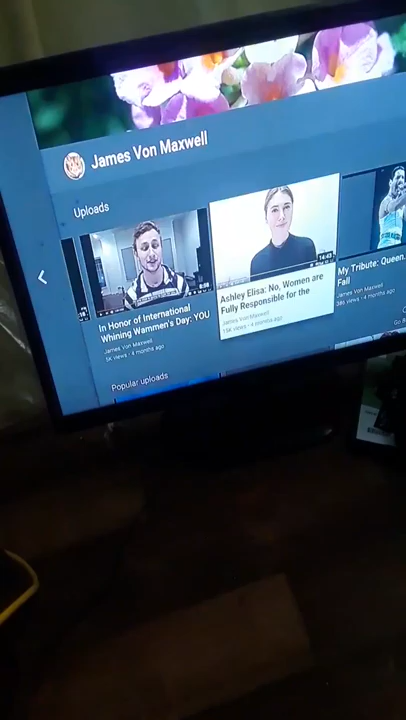 James Von Maxwell
Uploads
In Honor of International
Whining Wammen's Day: YOU
James Von Maxwell
5K views • 4 months ago
14:43
Ashley Elisa: No, Women are
Fully Responsible for the
James Von Maxwell
15K views • 4 months ago
My Tribute: Queen.
Fall
James Von Maxwell
386 views • 4 months ago
Popular uploads